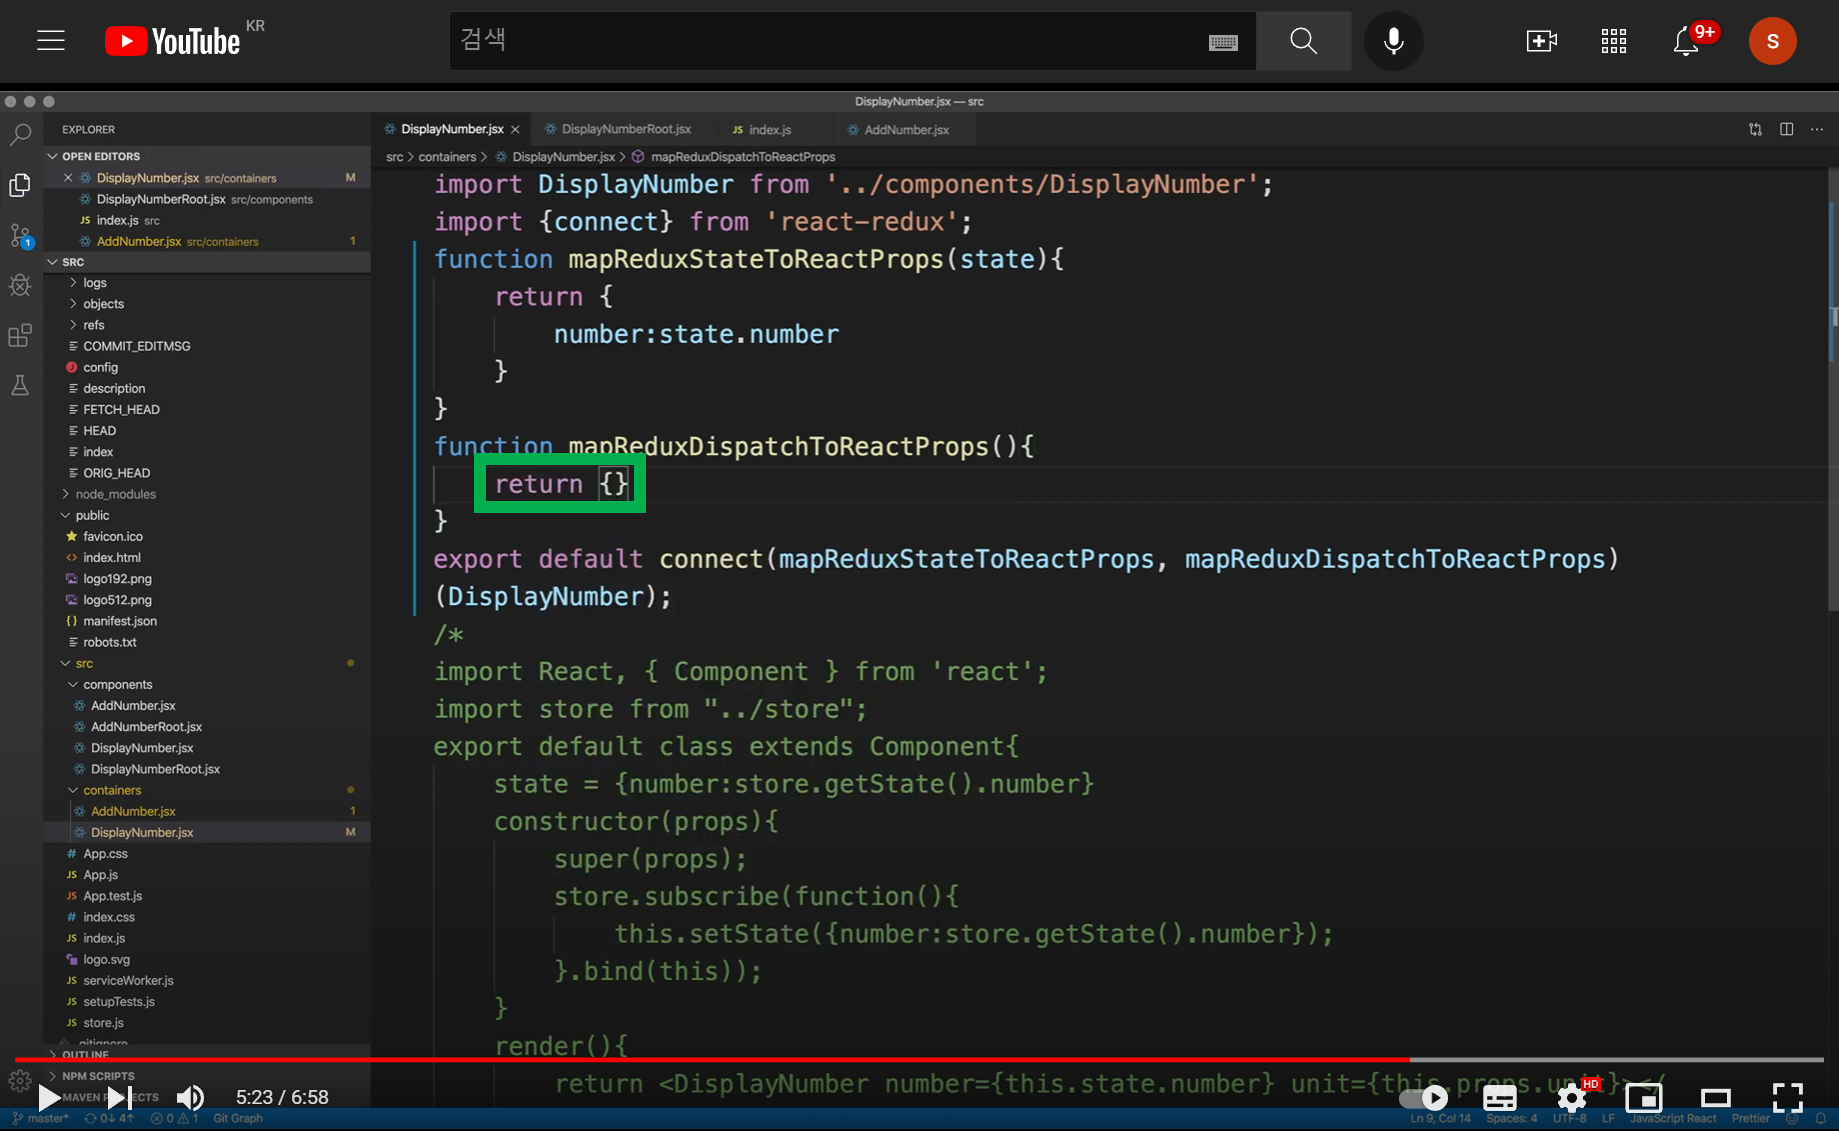 YouTube KR
검색
9+
S
DisplayNumber.jsx — src
EXPLORER
OPEN EDITORS
DisplayNumber.jsx src/containers M
DisplayNumberRoot.jsx src/components
JS index.js src
AddNumber.jsx src/containers 1
SRC
logs
objects
refs
COMMIT_EDITMSG
config
description
FETCH_HEAD
HEAD
index
ORIG_HEAD
node_modules
public
favicon.ico
index.html
logo192.png
logo512.png
manifest.json
robots.txt
src
components
AddNumber.jsx
AddNumberRoot.jsx
DisplayNumber.jsx
DisplayNumberRoot.jsx
containers
AddNumber.jsx 1
DisplayNumber.jsx M
# App.css
JS App.js
JS App.test.js
# index.css
JS index.js
logo.svg
JS serviceWorker.js
JS setupTests.js
JS store.js
.gitignore
OUTLINE
NPM SCRIPTS
DisplayNumber.jsx DisplayNumberRoot.jsx JS index.js AddNumber.jsx
src > containers > DisplayNumber.jsx > mapReduxDispatchToReactProps
import DisplayNumber from '../components/DisplayNumber';
import {connect} from 'react-redux';
function mapReduxStateToReactProps(state){
return {
number:state.number
}
}
function mapReduxDispatchToReactProps(){
return {}
}
export default connect(mapReduxStateToReactProps, mapReduxDispatchToReactProps)
(DisplayNumber);
/*
import React, { Component } from 'react';
import store from "../store";
export default class extends Component{
state = {number:store.getState().number}
constructor(props){
super(props);
store.subscribe(function(){
this.setState({number:store.getState().number});
}.bind(this));
}
render(){
return <DisplayNumber number={this.state.number} unit={this.props.unit}></
5:23 / 6:58
HD
master* 0↓ 4↑ 0 1 Git Graph
Ln 9, Col 14 Spaces: 4 UTF-8 LF JavaScript React Prettier